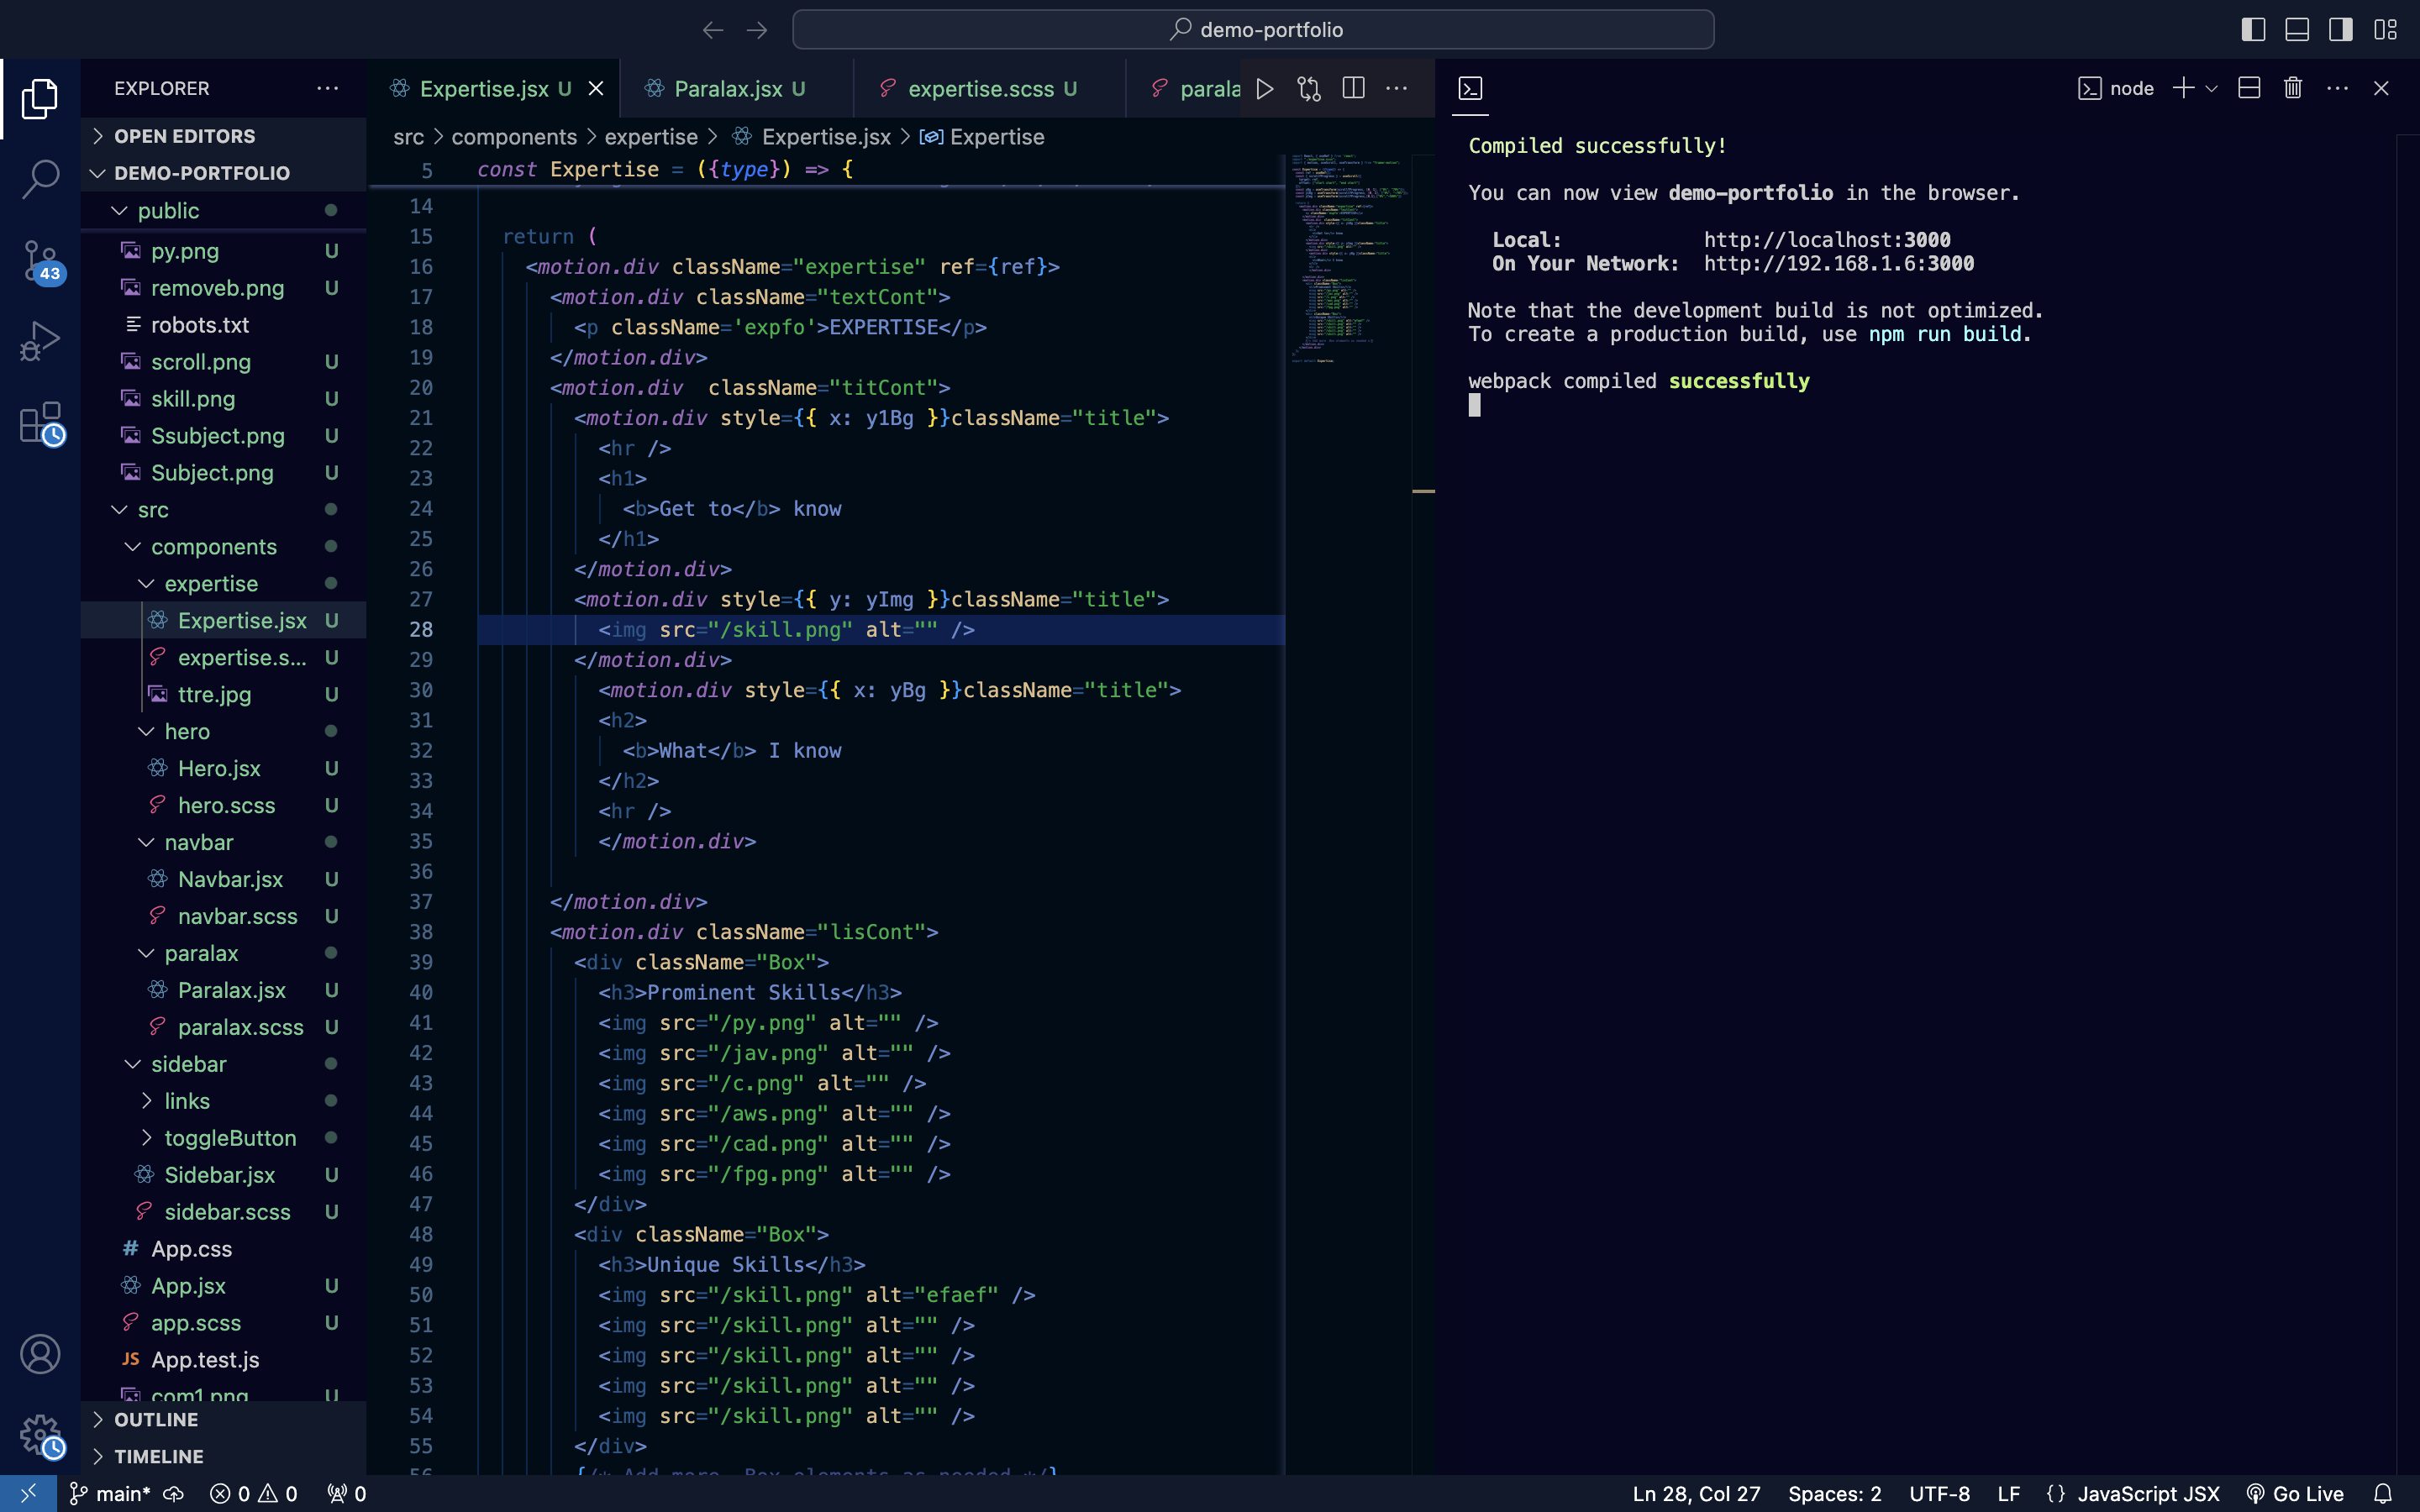 demo-portfolio
EXPLORER
OPEN EDITORS
DEMO-PORTFOLIO
public
py.png U
removeb.png U
robots.txt
scroll.png U
skill.png U
Ssubject.png U
Subject.png U
src
components
expertise
Expertise.jsx U
expertise.s... U
ttre.jpg U
hero
Hero.jsx U
hero.scss U
navbar
Navbar.jsx U
navbar.scss U
paralax
Paralax.jsx U
paralax.scss U
sidebar
links
toggleButton
Sidebar.jsx U
sidebar.scss U
App.css
App.jsx U
app.scss U
App.test.js
com1.png U
OUTLINE
TIMELINE
43
Expertise.jsx U
Paralax.jsx U
expertise.scss U
parala
src > components > expertise > Expertise.jsx > Expertise
5 const Expertise = ({type}) => {
14
15 return (
16 <motion.div className="expertise" ref={ref}>
17 <motion.div className="textCont">
18 <p className='expfo'>EXPERTISE</p>
19 </motion.div>
20 <motion.div  className="titCont">
21 <motion.div style={{ x: y1Bg }}className="title">
22 <hr />
23 <h1>
24 <b>Get to</b> know
25 </h1>
26 </motion.div>
27 <motion.div style={{ y: yImg }}className="title">
28 <img src="/skill.png" alt="" />
29 </motion.div>
30 <motion.div style={{ x: yBg }}className="title">
31 <h2>
32 <b>What</b> I know
33 </h2>
34 <hr />
35 </motion.div>
36
37 </motion.div>
38 <motion.div className="lisCont">
39 <div className="Box">
40 <h3>Prominent Skills</h3>
41 <img src="/py.png" alt="" />
42 <img src="/jav.png" alt="" />
43 <img src="/c.png" alt="" />
44 <img src="/aws.png" alt="" />
45 <img src="/cad.png" alt="" />
46 <img src="/fpg.png" alt="" />
47 </div>
48 <div className="Box">
49 <h3>Unique Skills</h3>
50 <img src="/skill.png" alt="efaef" />
51 <img src="/skill.png" alt="" />
52 <img src="/skill.png" alt="" />
53 <img src="/skill.png" alt="" />
54 <img src="/skill.png" alt="" />
55 </div>
56 {/* Add more  Box elements as needed */}
node
Compiled successfully!
You can now view demo-portfolio in the browser.
Local: http://localhost:3000
On Your Network: http://192.168.1.6:3000
Note that the development build is not optimized.
To create a production build, use npm run build.
webpack compiled successfully
main* 0 0 0
Ln 28, Col 27 Spaces: 2 UTF-8 LF {} JavaScript JSX Go Live